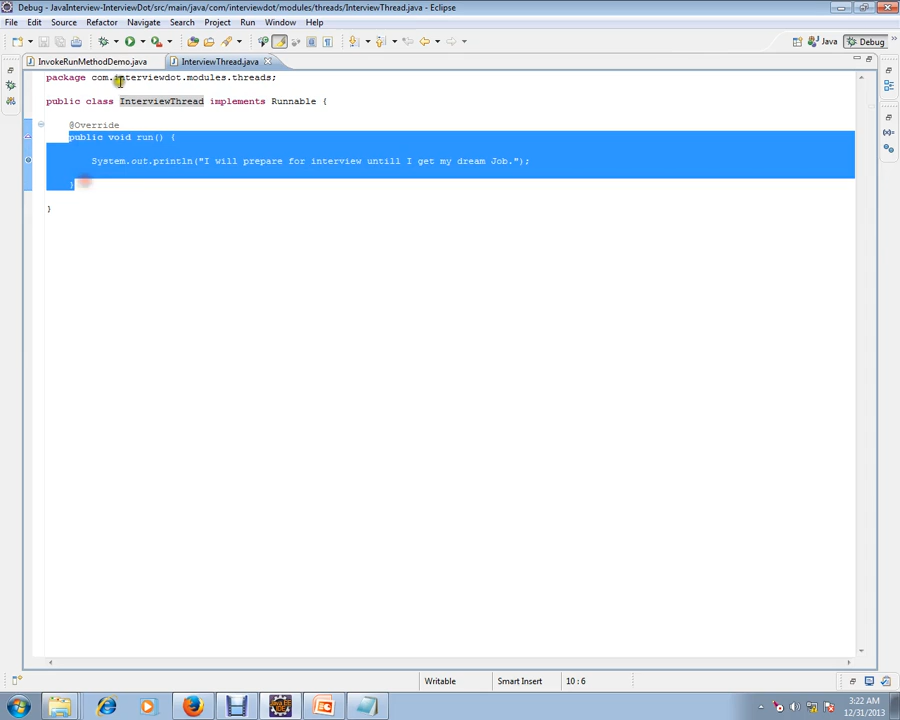 Debug - JavaInterview-InterviewDot/src/main/java/com/interviewdot/modules/threads/InterviewThread.java - Eclipse
File Edit Source Refactor Navigate Search Project Run Window Help
Java Debug
InvokeRunMethodDemo.java InterviewThread.java
package com.interviewdot.modules.threads;
public class InterviewThread implements Runnable {
@Override
public void run() {
System.out.println("I will prepare for interview untill I get my dream Job.");
}
}
Writable Smart Insert 10 : 6
3:22 AM
12/31/2013